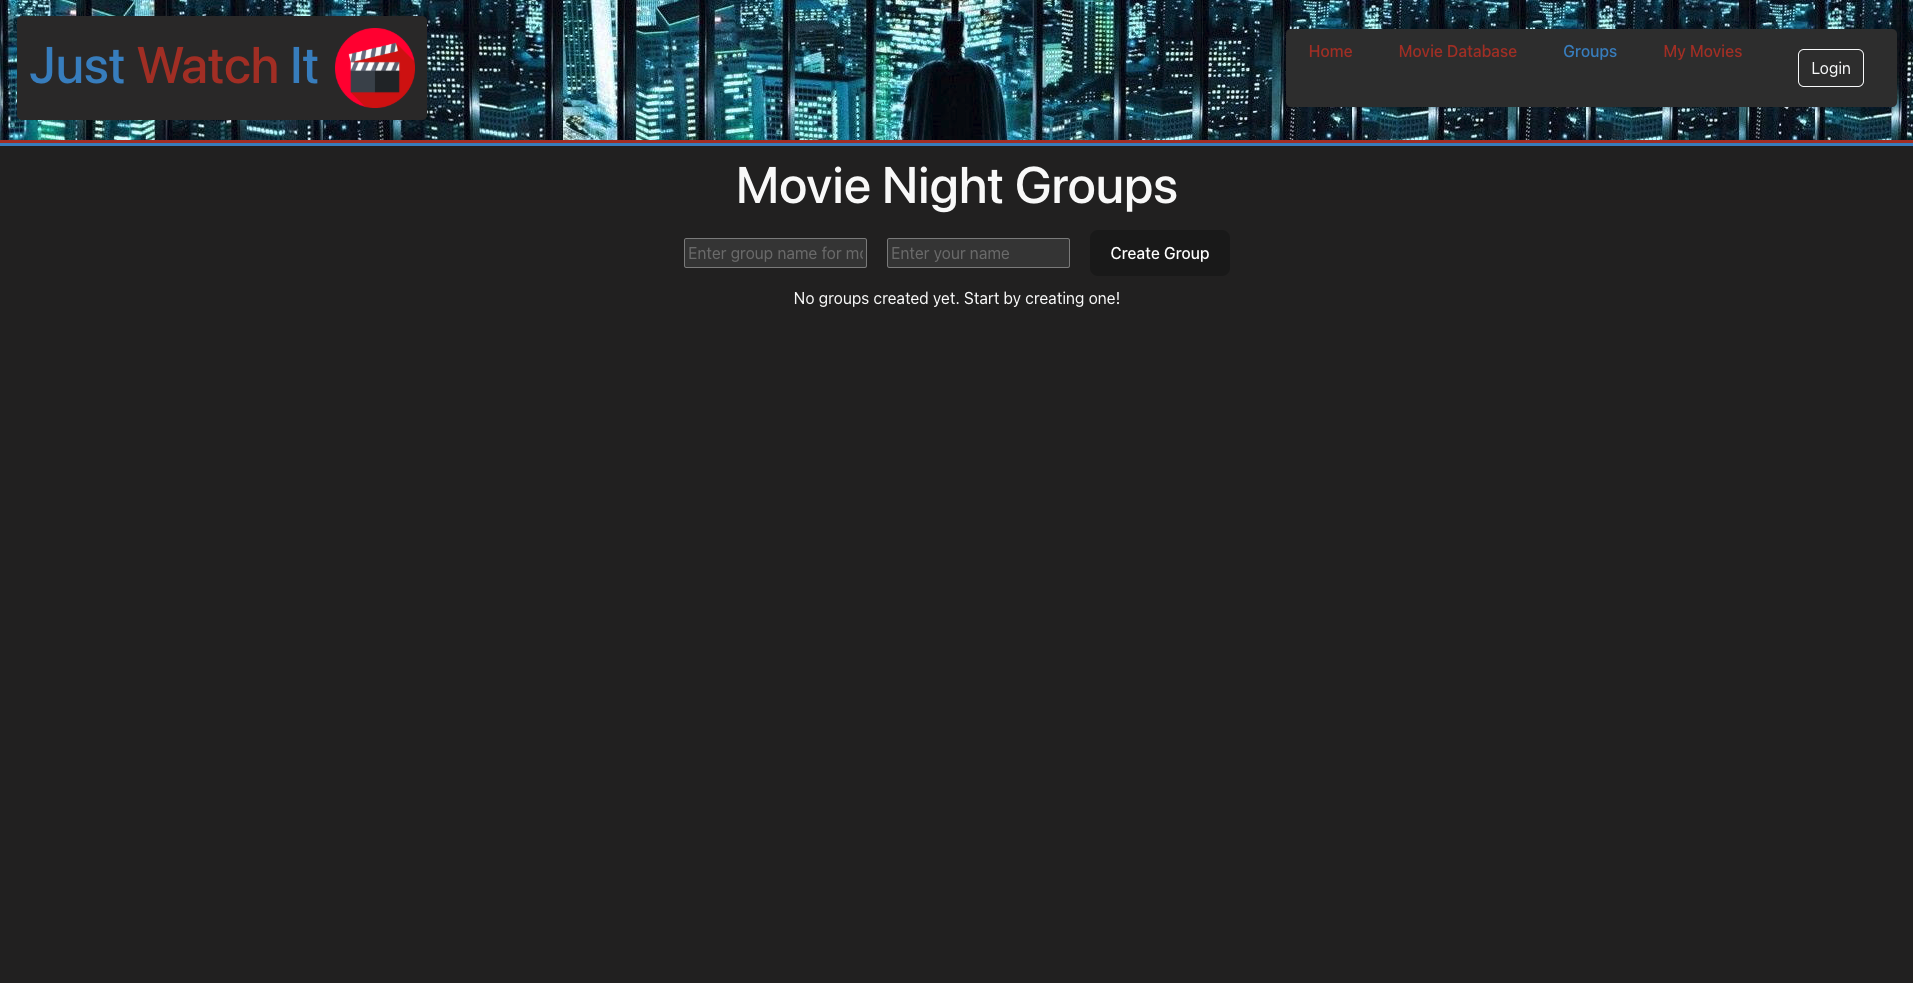 Just Watch It
Home Movie Database Groups My Movies Login
Movie Night Groups
Enter group name for mo Enter your name Create Group
No groups created yet. Start by creating one!